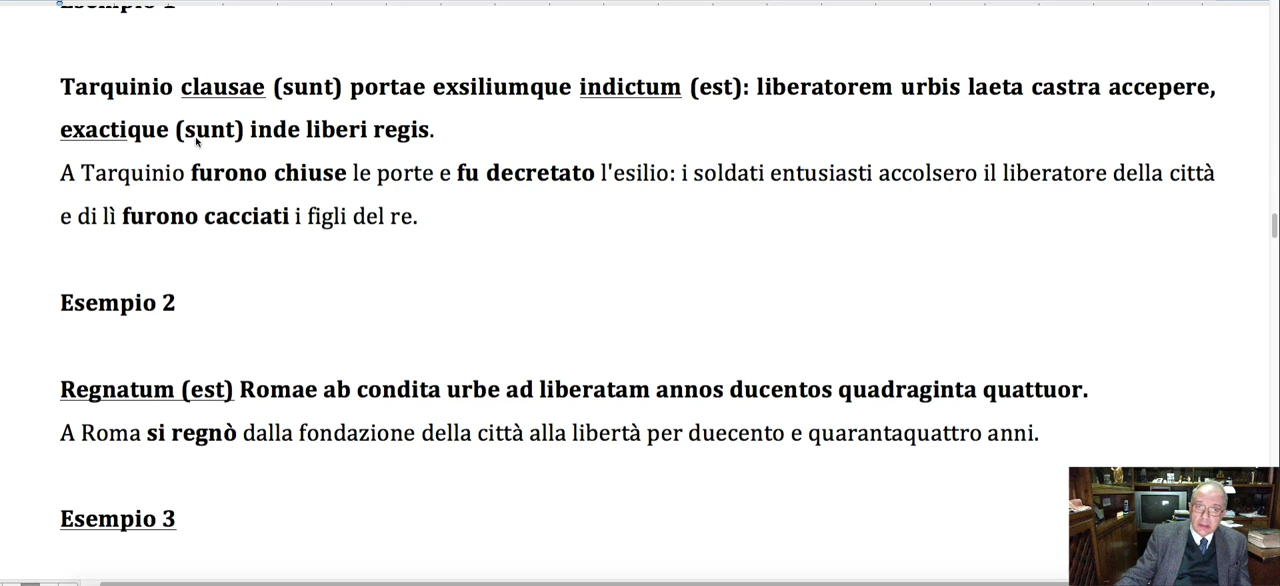 Esempio 1
Tarquinio clausae (sunt) portae exsiliumque indictum (est): liberatorem urbis laeta castra accepere,
exactique (sunt) inde liberi regis.
A Tarquinio furono chiuse le porte e fu decretato l'esilio: i soldati entusiasti accolsero il liberatore della città
e di lì furono cacciati i figli del re.
Esempio 2
Regnatum (est) Romae ab condita urbe ad liberatam annos ducentos quadraginta quattuor.
A Roma si regnò dalla fondazione della città alla libertà per duecento e quarantaquattro anni.
Esempio 3